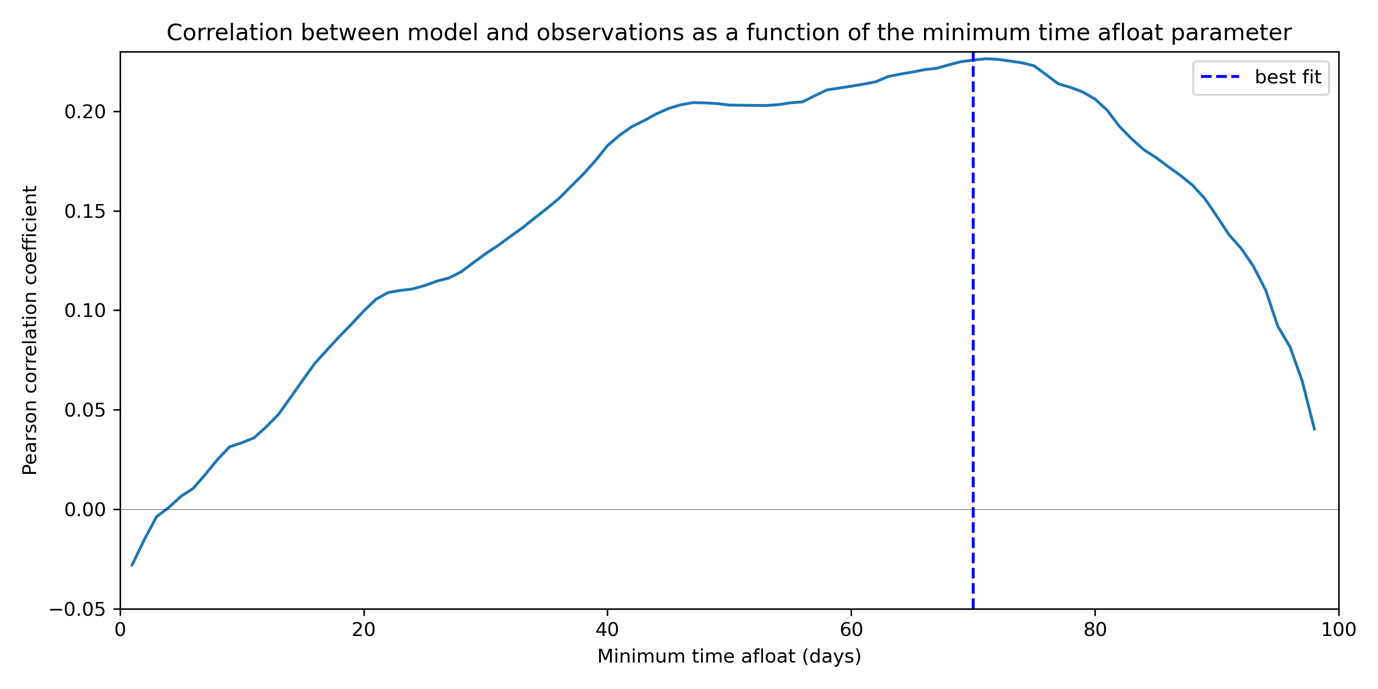 Correlation between model and observations as a function of the minimum time afloat parameter
best fit
Pearson correlation coefficient
0.20
0.15
0.10
0.05
0.00
−0.05
0 20 40 60 80 100
Minimum time afloat (days)